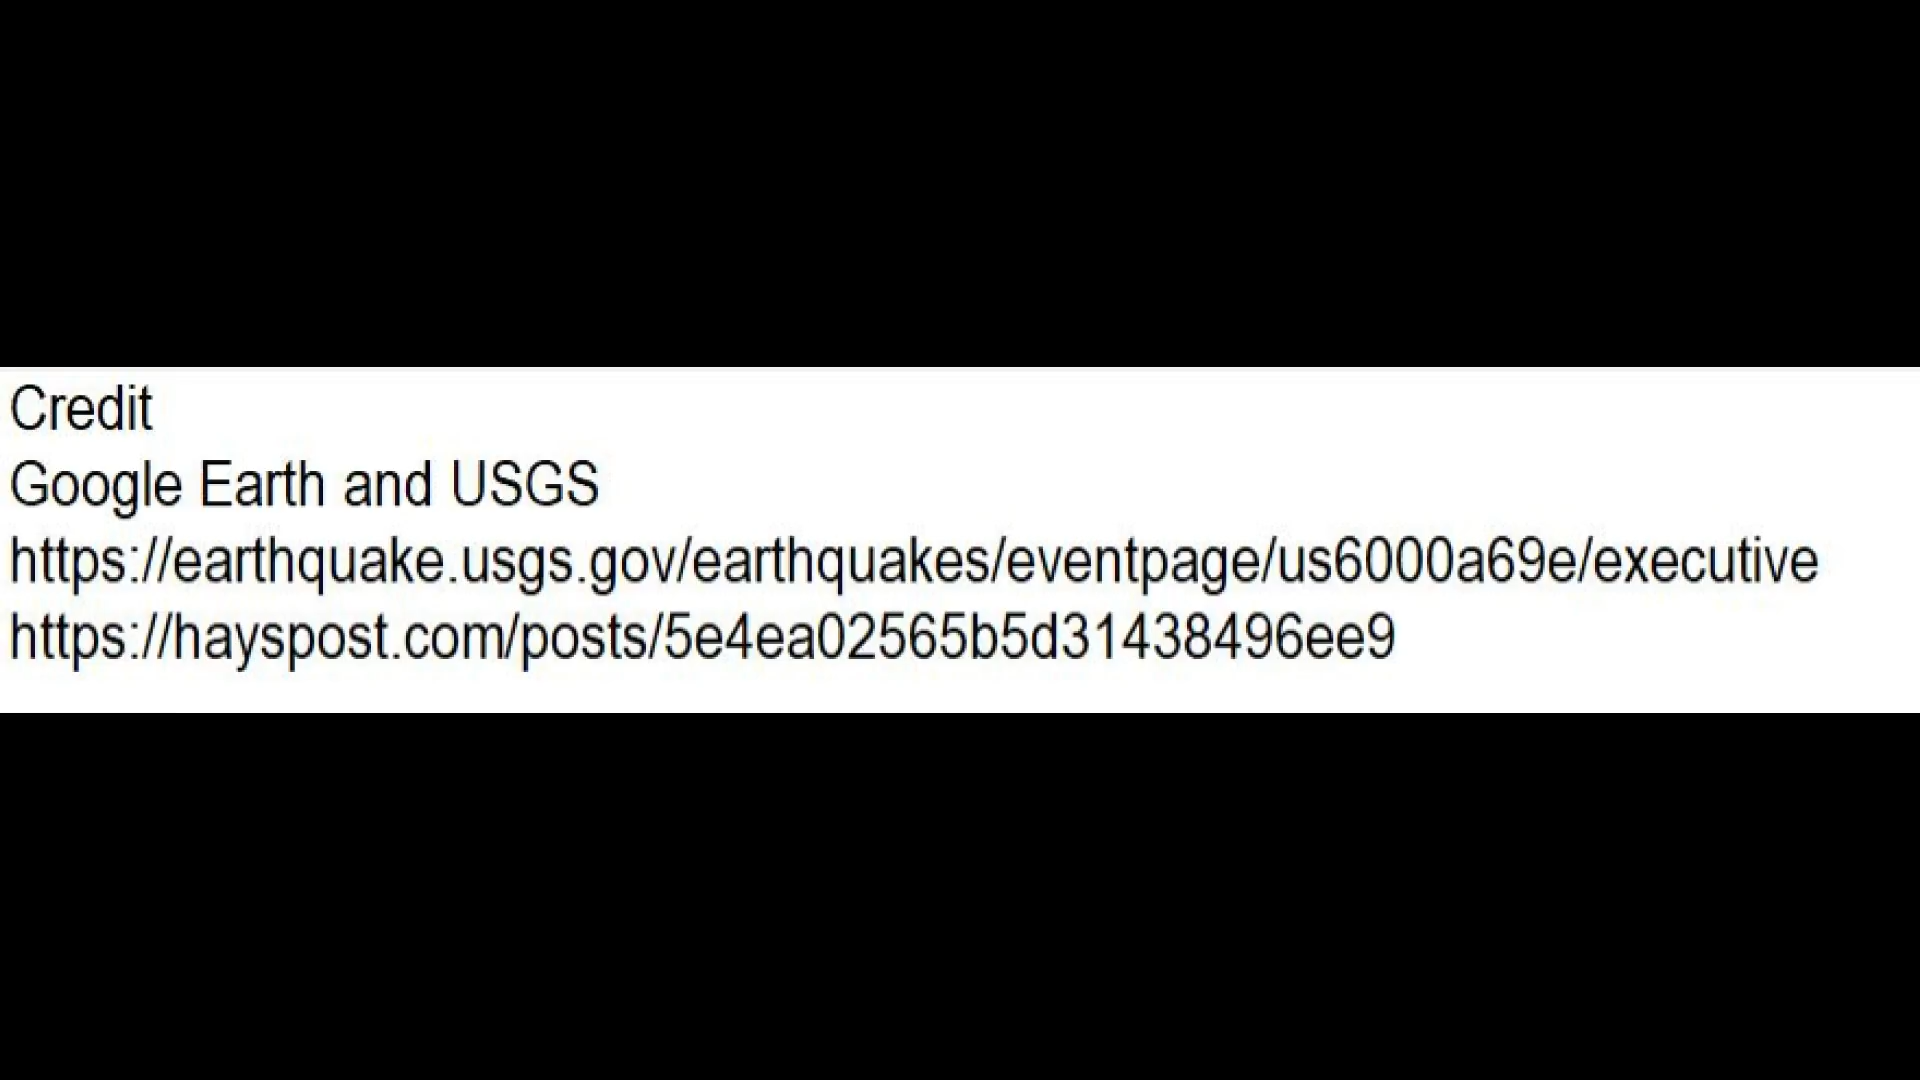 Credit
Google Earth and USGS
https://earthquake.usgs.gov/earthquakes/eventpage/us6000a69e/executive
https://hayspost.com/posts/5e4ea02565b5d31438496ee9